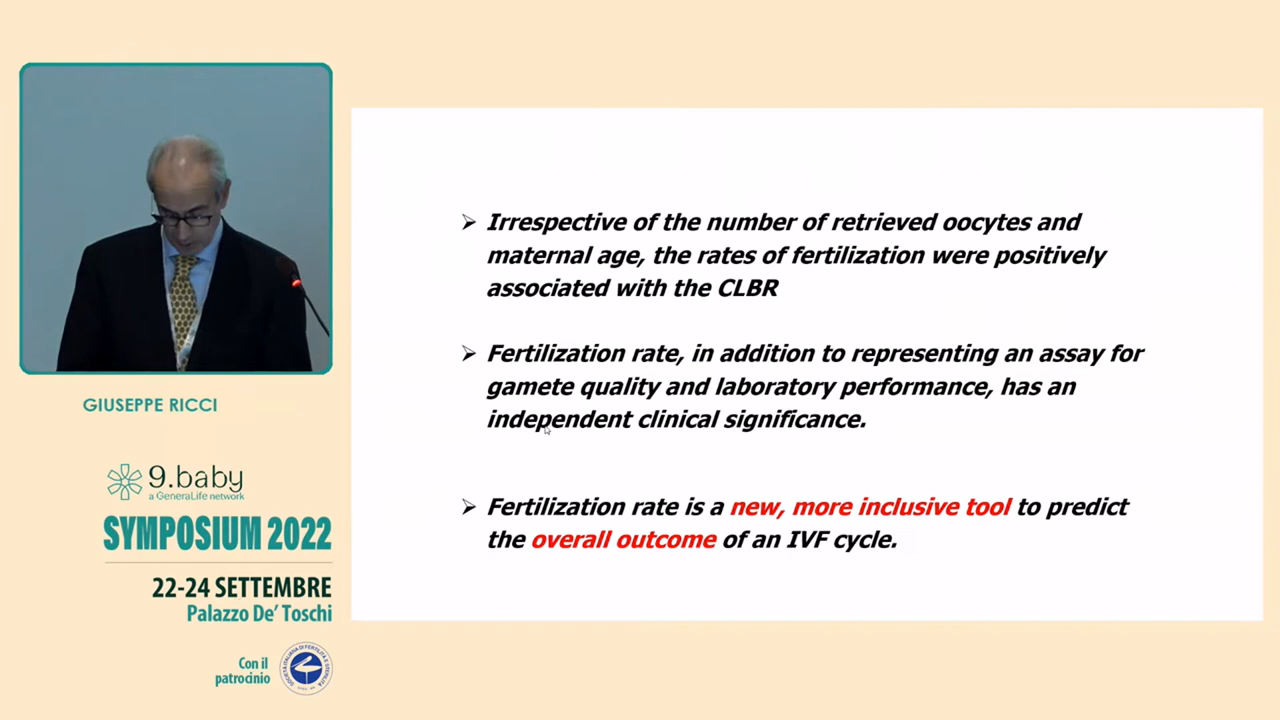 ➢ Irrespective of the number of retrieved oocytes and
maternal age, the rates of fertilization were positively
associated with the CLBR
➢ Fertilization rate, in addition to representing an assay for
gamete quality and laboratory performance, has an
independent clinical significance.
➢ Fertilization rate is a new, more inclusive tool to predict
the overall outcome of an IVF cycle.
GIUSEPPE RICCI
9.baby
a GeneraLife network
SYMPOSIUM 2022
22-24 SETTEMBRE
Palazzo De' Toschi
Con il
patrocinio